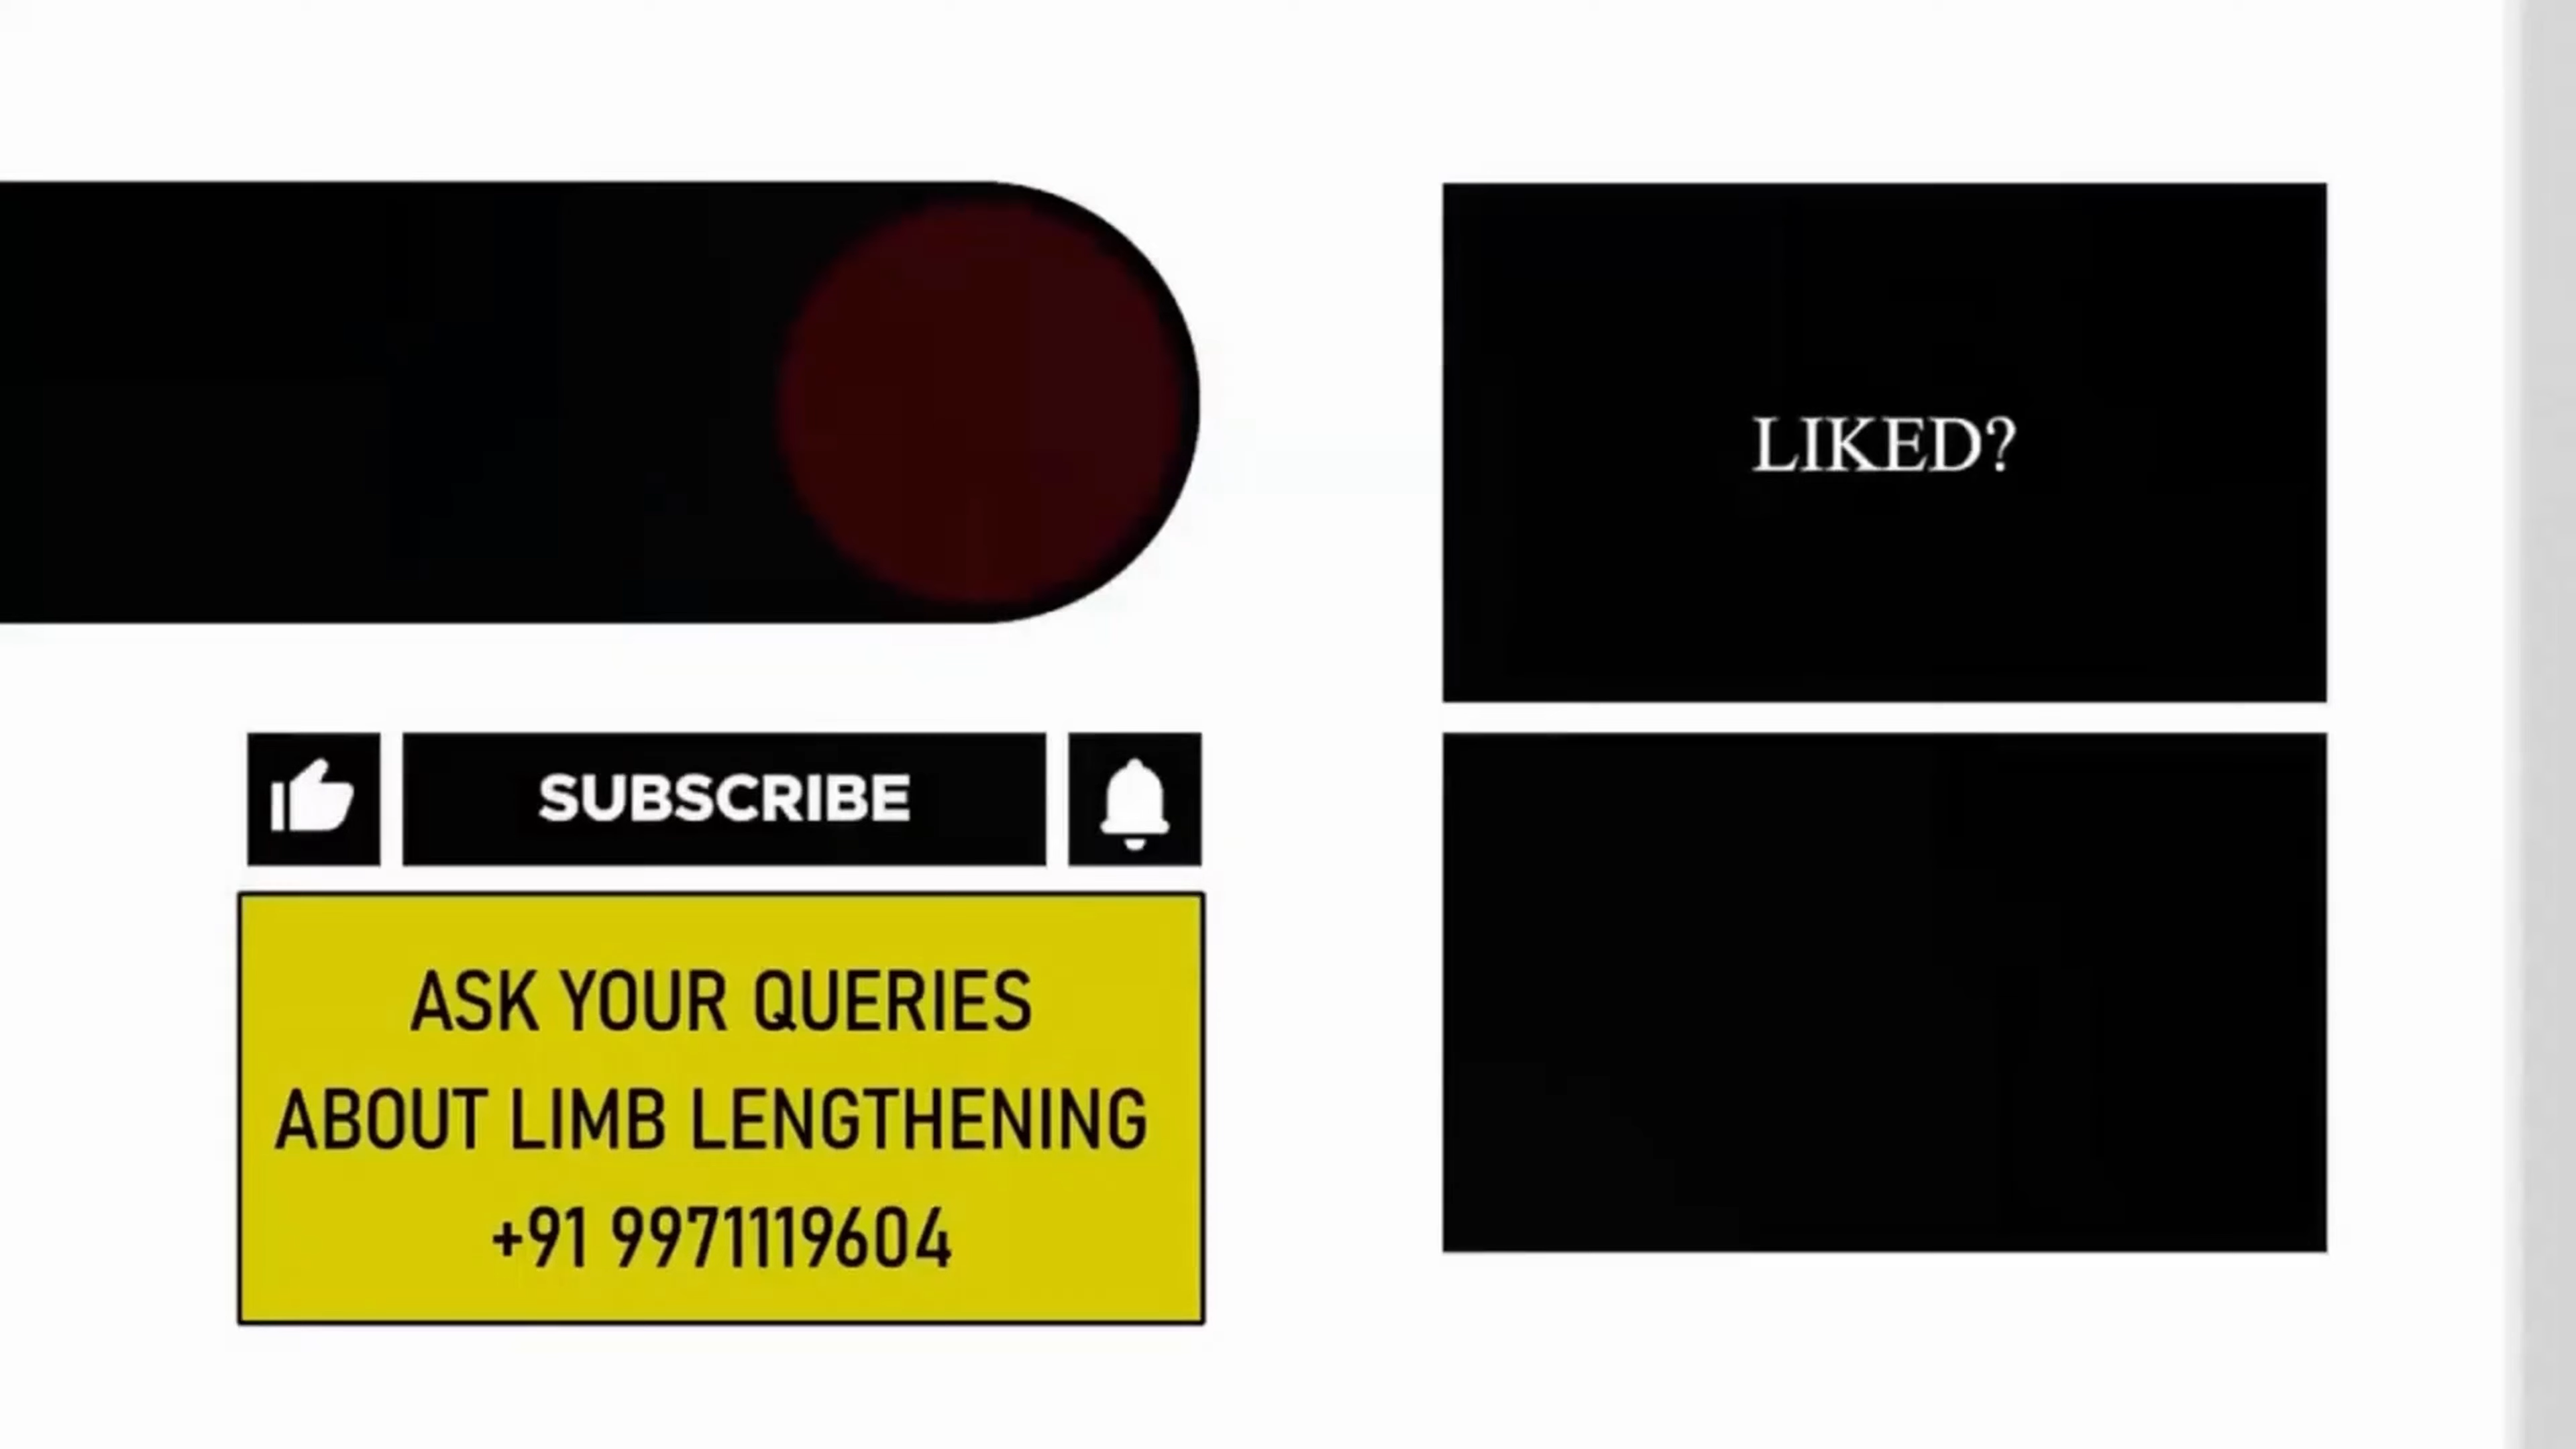 LIKED?
SUBSCRIBE
ASK YOUR QUERIES
ABOUT LIMB LENGTHENING
+91 9971119604